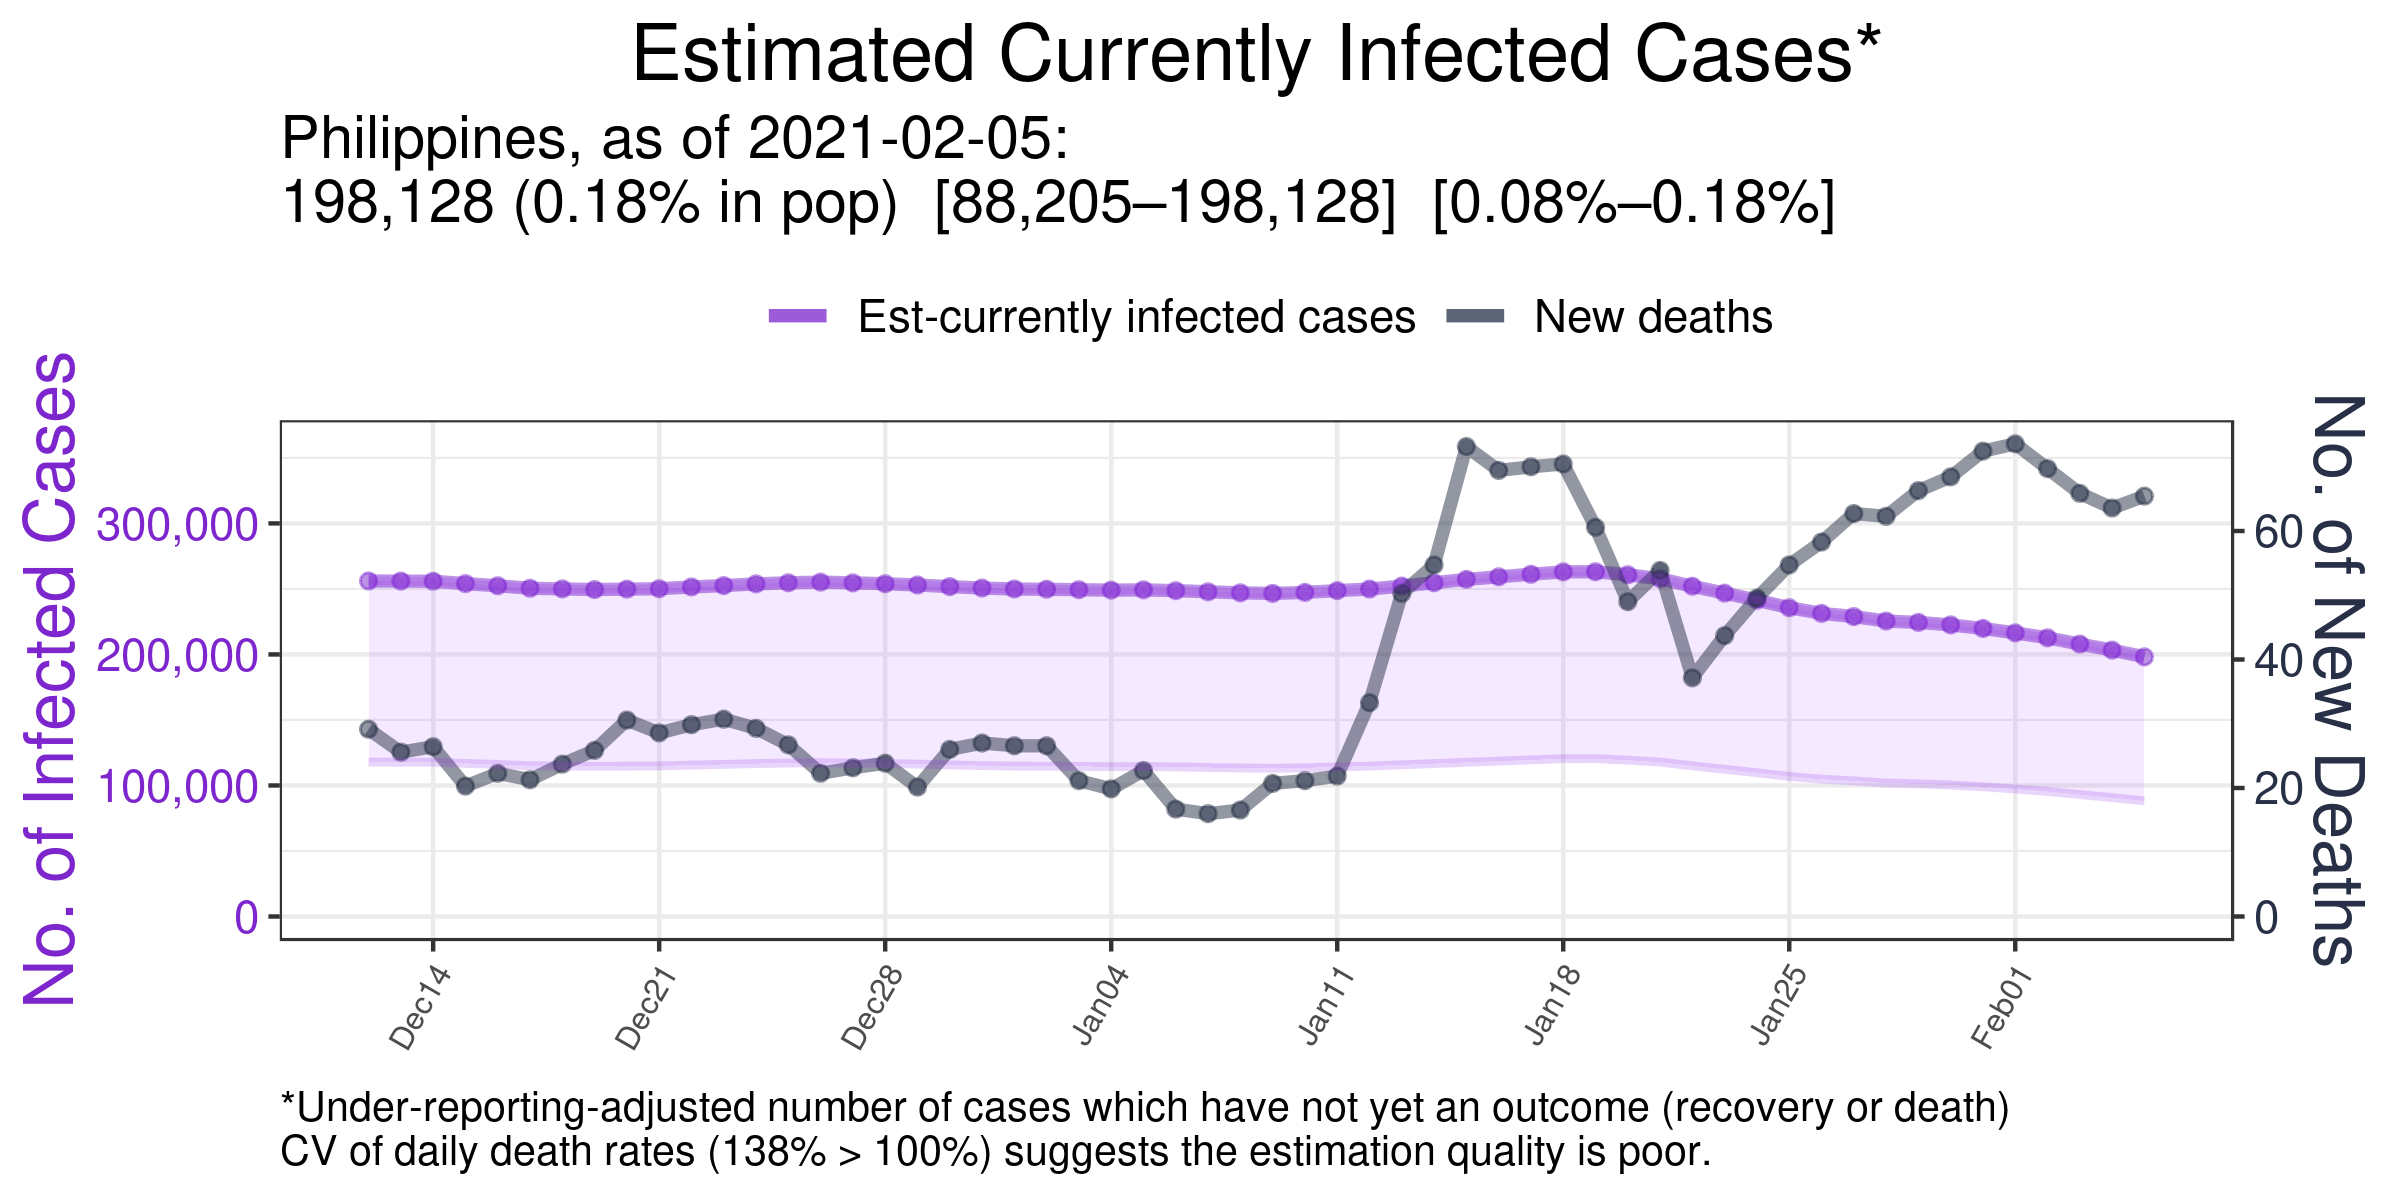 Estimated Currently Infected Cases*
Philippines, as of 2021-02-05:
198,128 (0.18% in pop)  [88,205–198,128]  [0.08%–0.18%]
Est-currently infected cases
New deaths
No. of Infected Cases
300,000
200,000
100,000
0
60
40
20
0
No. of New Deaths
Dec14
Dec21
Dec28
Jan04
Jan11
Jan18
Jan25
Feb01
*Under-reporting-adjusted number of cases which have not yet an outcome (recovery or death)
CV of daily death rates (138% > 100%) suggests the estimation quality is poor.